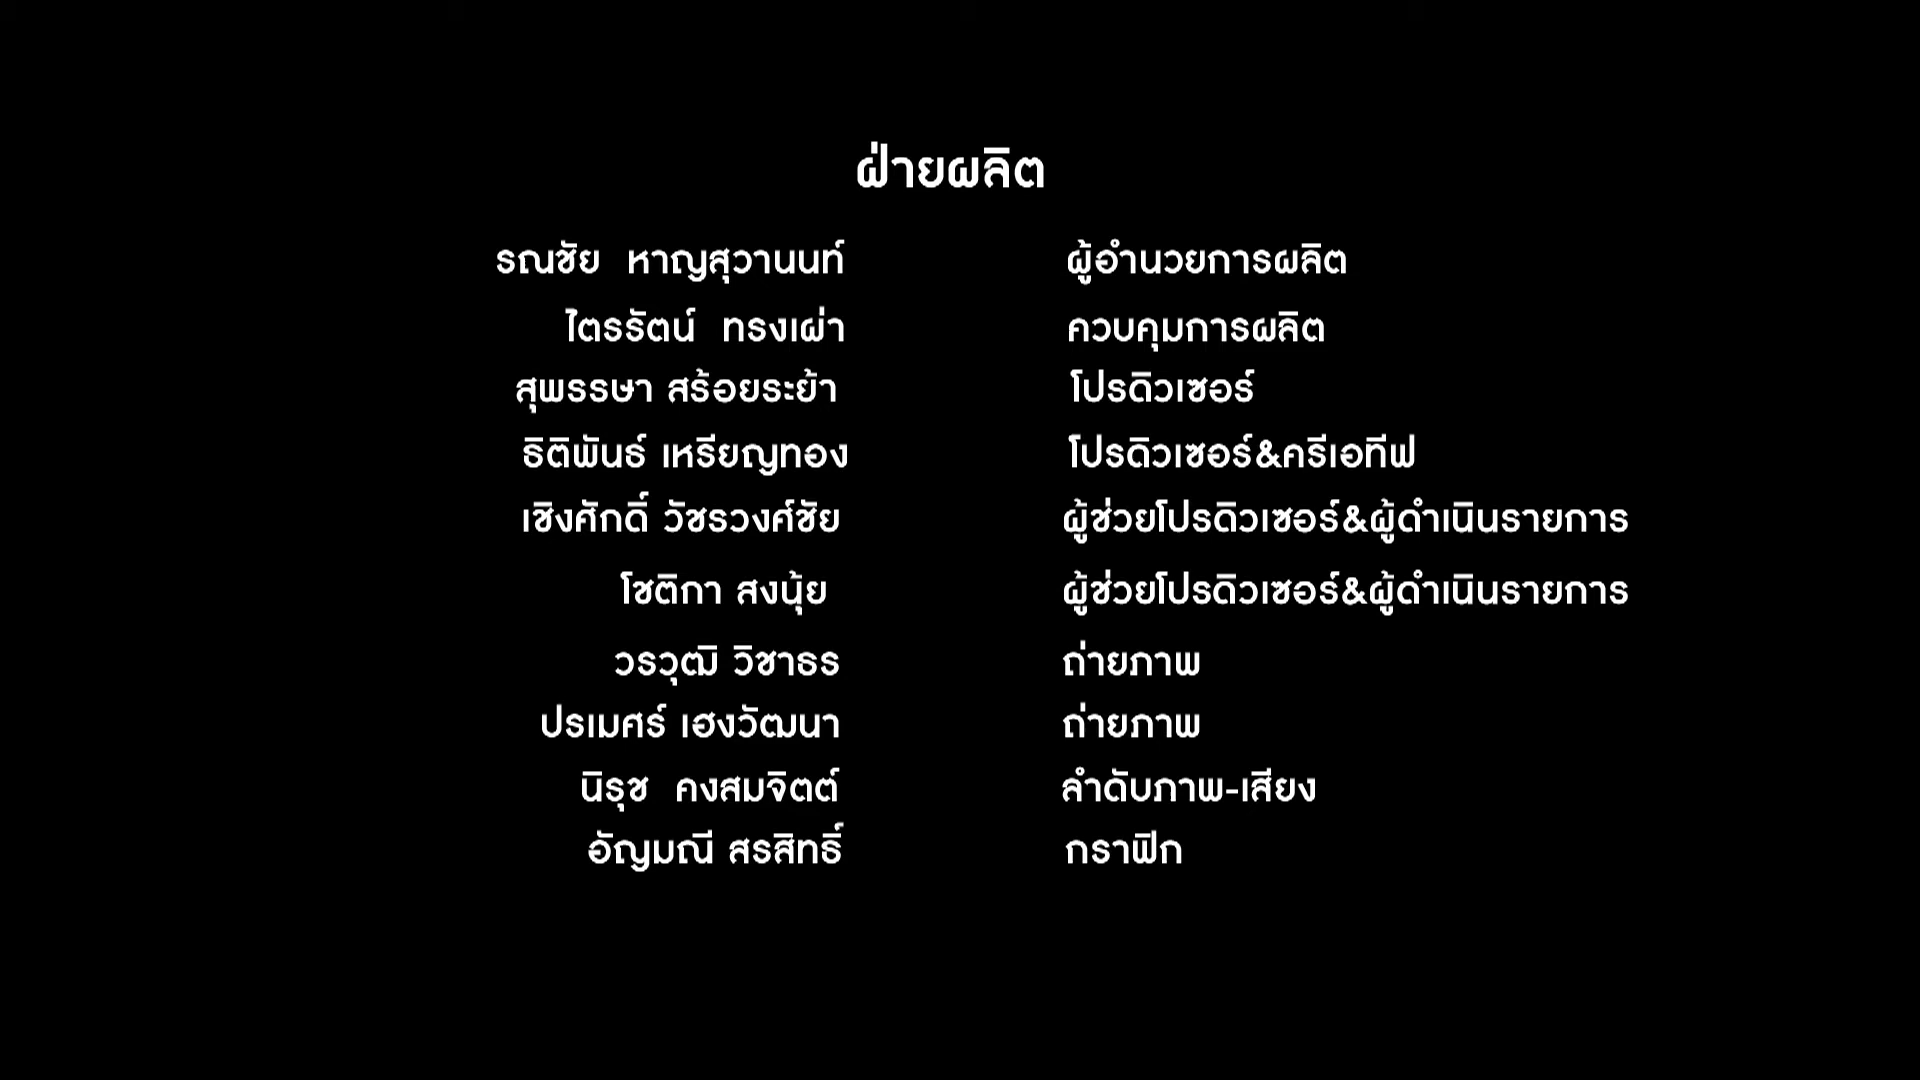 ฝ่ายผลิต
รณชัย  หาญสุวานนท์ ผู้อำนวยการผลิต
ไตรรัตน์  ทรงเผ่า ควบคุมการผลิต
สุพรรษา สร้อยระย้า โปรดิวเซอร์
ธิติพันธ์ เหรียญทอง โปรดิวเซอร์&ครีเอทีฟ
เชิงศักดิ์ วัชรวงศ์ชัย ผู้ช่วยโปรดิวเซอร์&ผู้ดำเนินรายการ
โชติกา สงนุ้ย ผู้ช่วยโปรดิวเซอร์&ผู้ดำเนินรายการ
วรวุฒิ วิชาธร ถ่ายภาพ
ปรเมศร์ เฮงวัฒนา ถ่ายภาพ
นิรุช  คงสมจิตต์ ลำดับภาพ-เสียง
อัญมณี สรสิทธิ์ กราฟิก